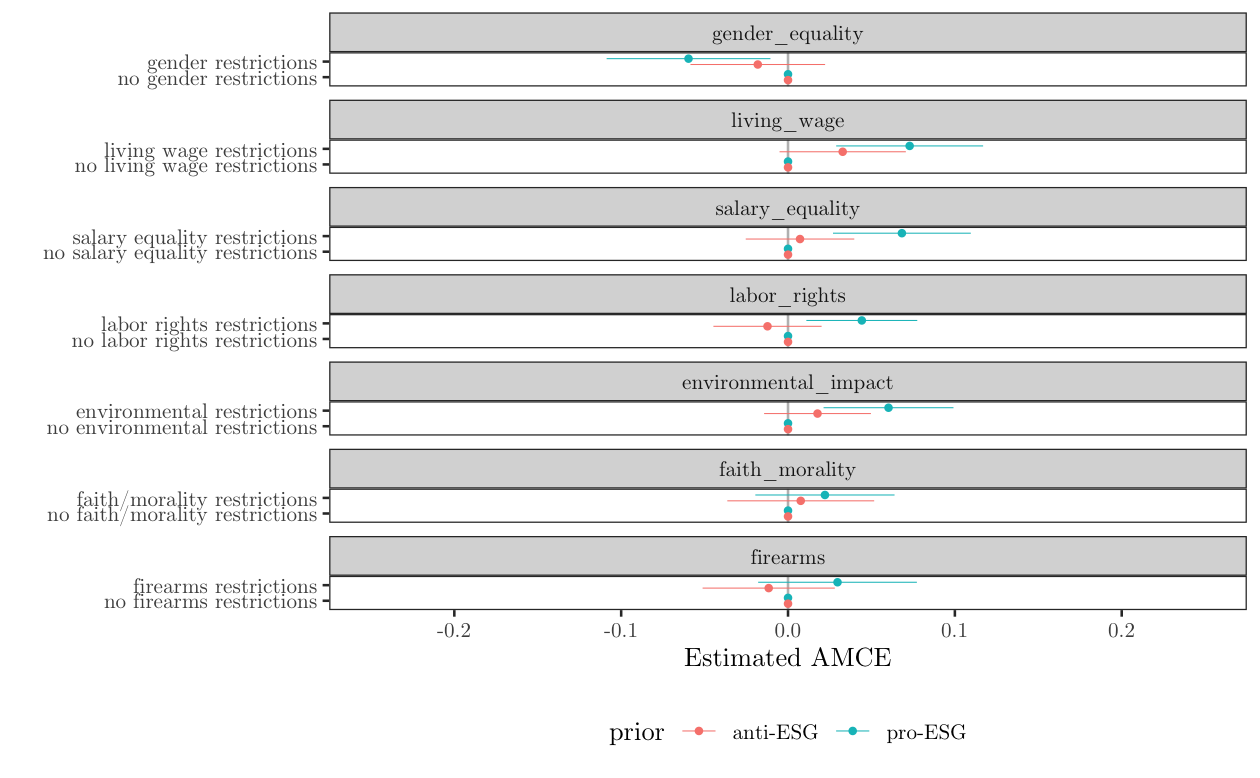 gender_equality
gender restrictions
no gender restrictions
living_wage
living wage restrictions
no living wage restrictions
salary_equality
salary equality restrictions
no salary equality restrictions
labor_rights
labor rights restrictions
no labor rights restrictions
environmental_impact
environmental restrictions
no environmental restrictions
faith_morality
faith/morality restrictions
no faith/morality restrictions
firearms
firearms restrictions
no firearms restrictions
-0.2 -0.1 0.0 0.1 0.2
Estimated AMCE
prior anti-ESG pro-ESG